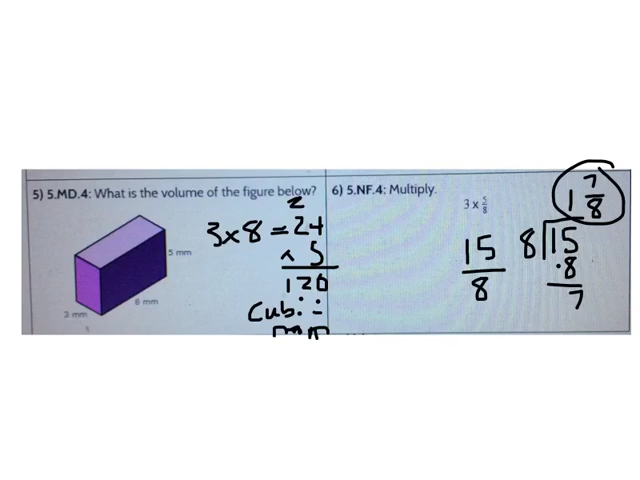 5) 5.MD.4: What is the volume of the figure below?
5 mm
8 mm
3 mm
2
3x8 = 24
x 5
120
Cub.
mm
6) 5.NF.4: Multiply.
3 x 5/8
15/8
1 7/8
8)15
-8
7